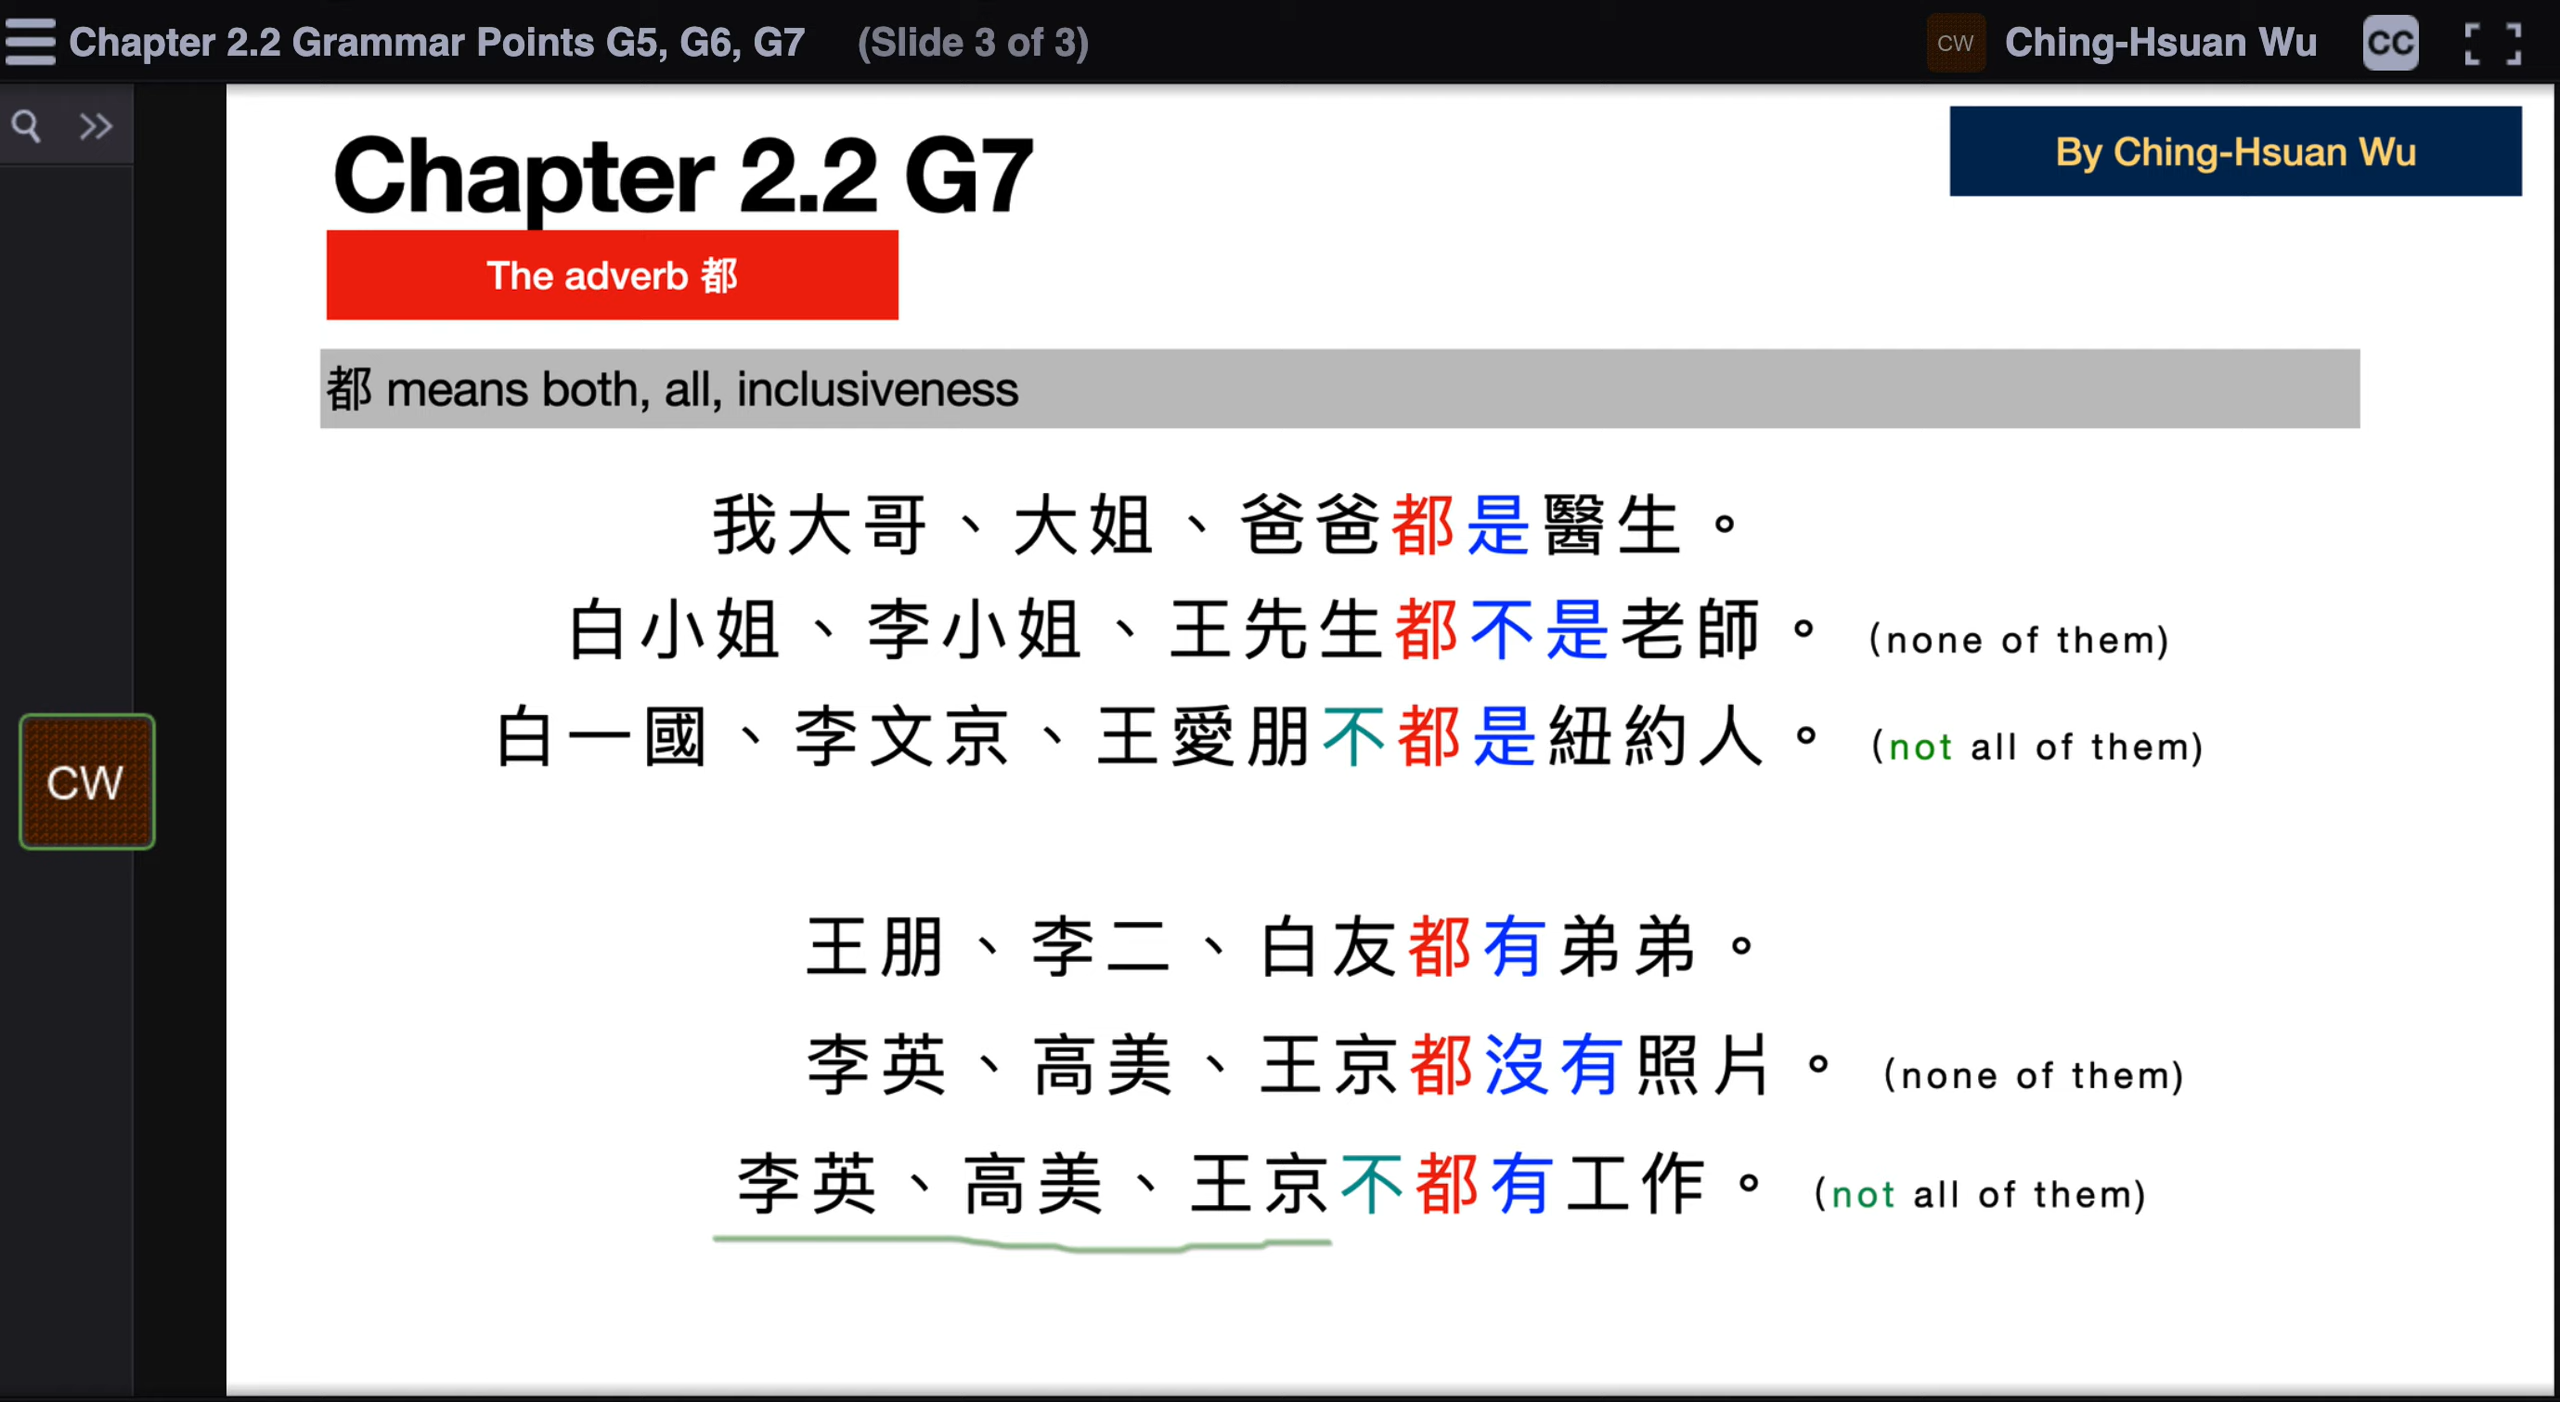 Chapter 2.2 Grammar Points G5, G6, G7 (Slide 3 of 3)
CW Ching-Hsuan Wu CC
Chapter 2.2 G7
By Ching-Hsuan Wu
The adverb 都
都 means both, all, inclusiveness
我大哥、大姐、爸爸都是醫生。
白小姐、李小姐、王先生都不是老師。 (none of them)
白一國、李文京、王愛朋不都是紐約人。 (not all of them)
CW
王朋、李二、白友都有弟弟。
李英、高美、王京都沒有照片。 (none of them)
李英、高美、王京不都有工作。 (not all of them)